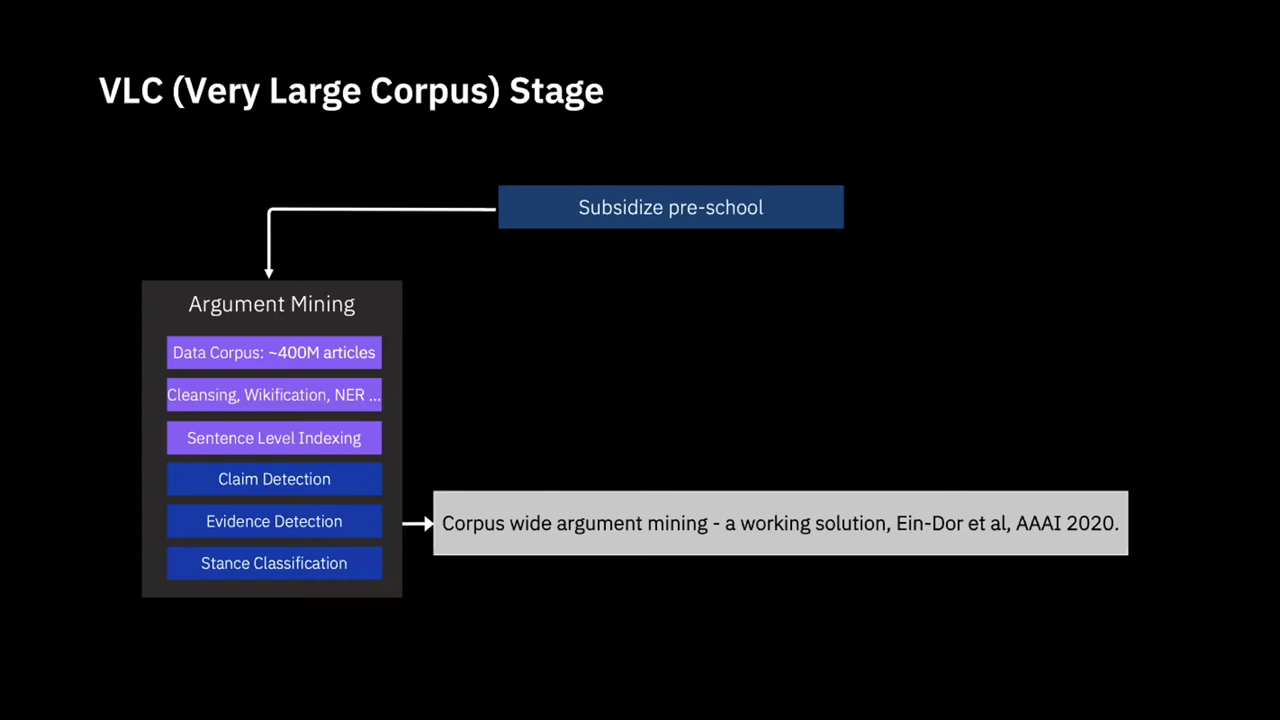 VLC (Very Large Corpus) Stage
Subsidize pre-school
Argument Mining
Data Corpus: ~400M articles
Cleansing, Wikification, NER ...
Sentence Level Indexing
Claim Detection
Evidence Detection
Stance Classification
Corpus wide argument mining - a working solution, Ein-Dor et al, AAAI 2020.